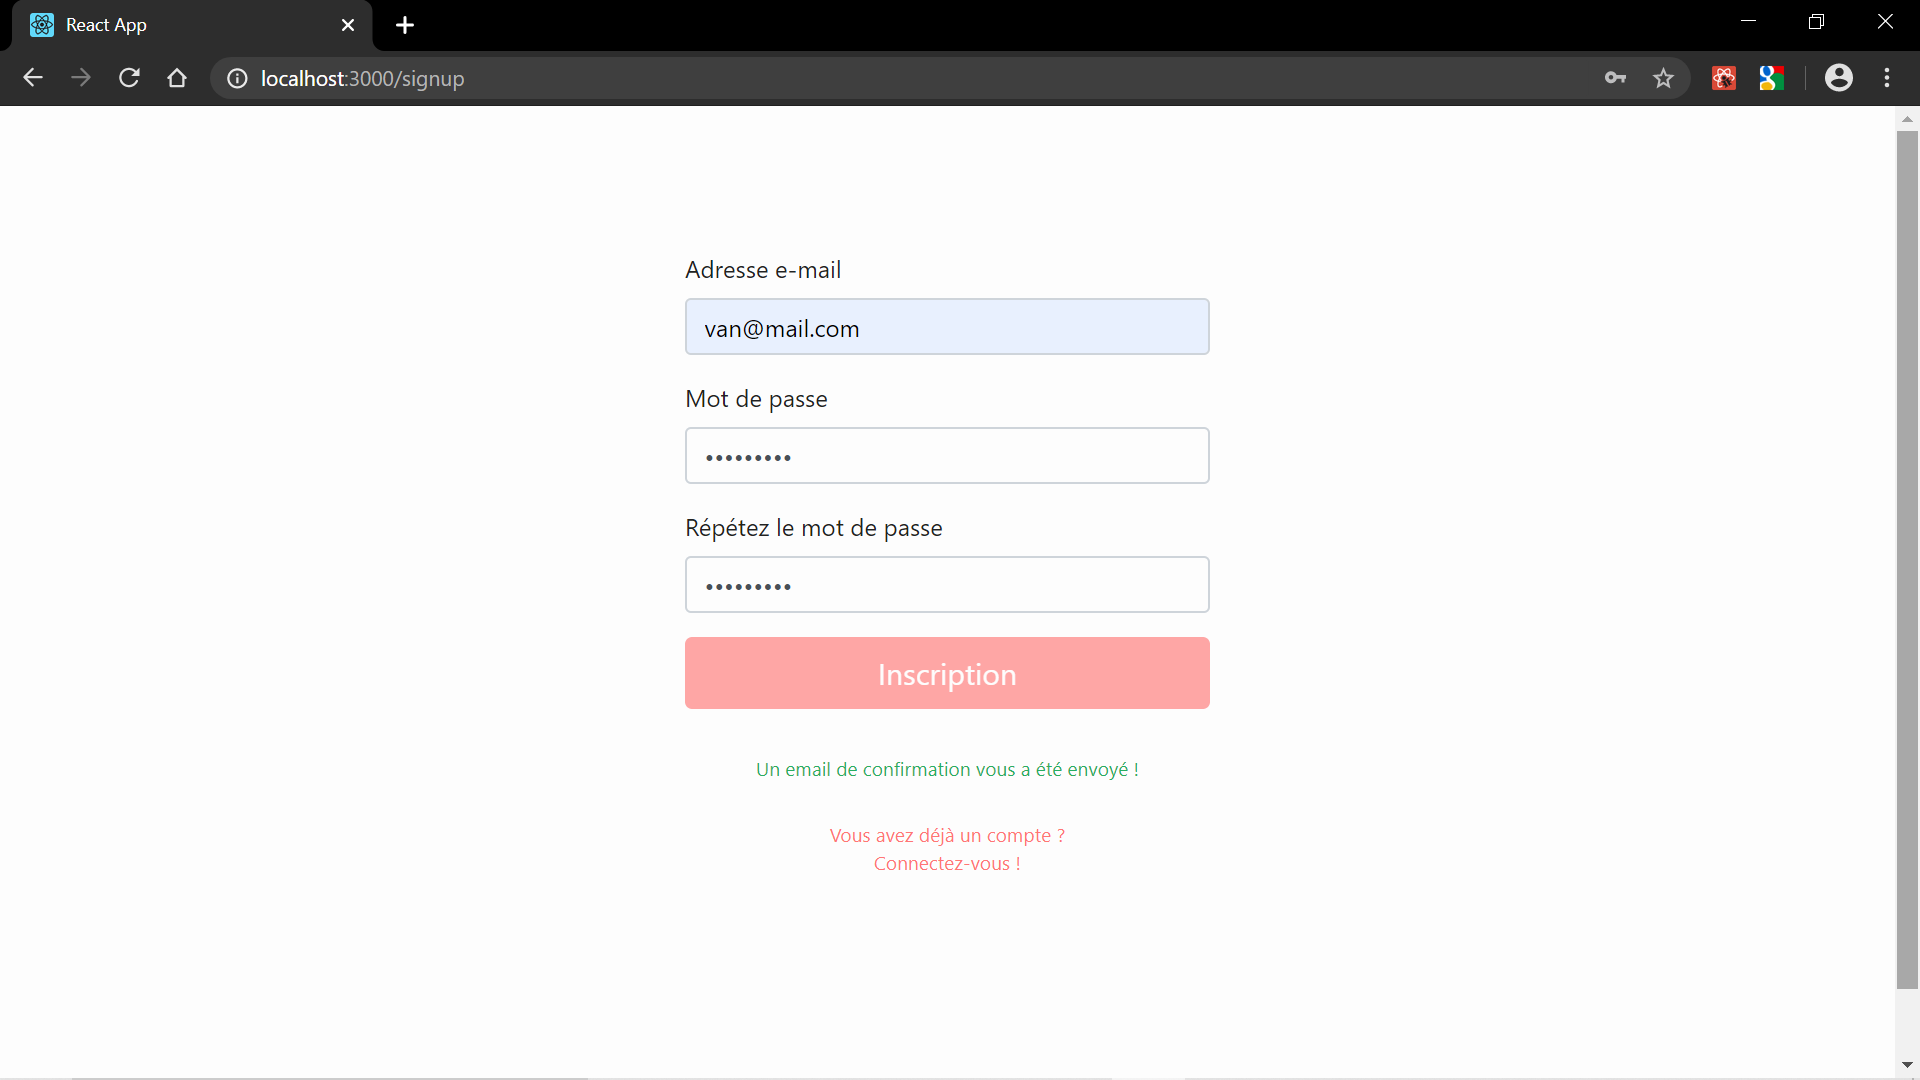 React App
localhost:3000/signup
Adresse e-mail
van@mail.com
Mot de passe
•••••••••
Répétez le mot de passe
•••••••••
Inscription
Un email de confirmation vous a été envoyé !
Vous avez déjà un compte ?
Connectez-vous !